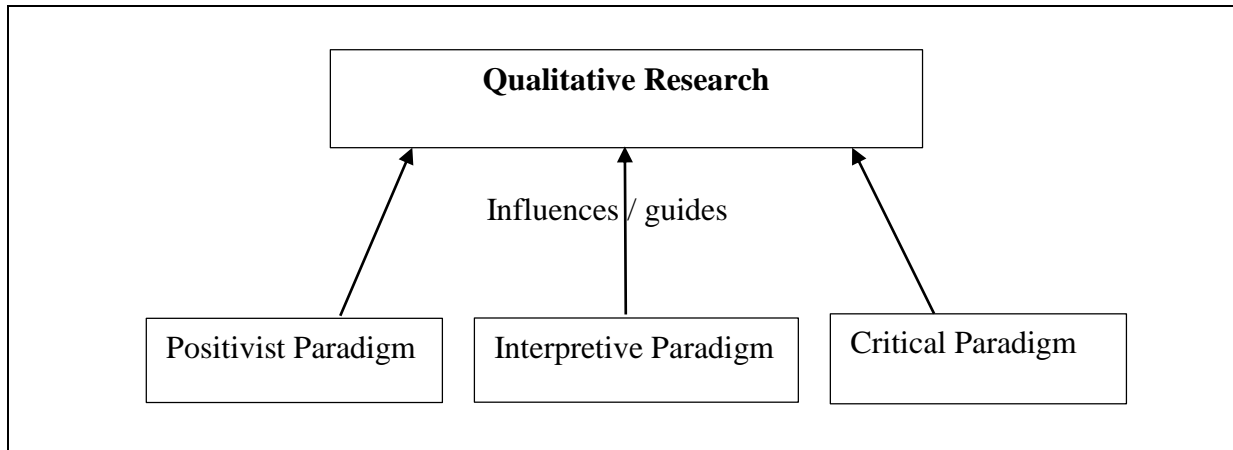 Qualitative Research
Influences / guides
Positivist Paradigm
Interpretive Paradigm
Critical Paradigm